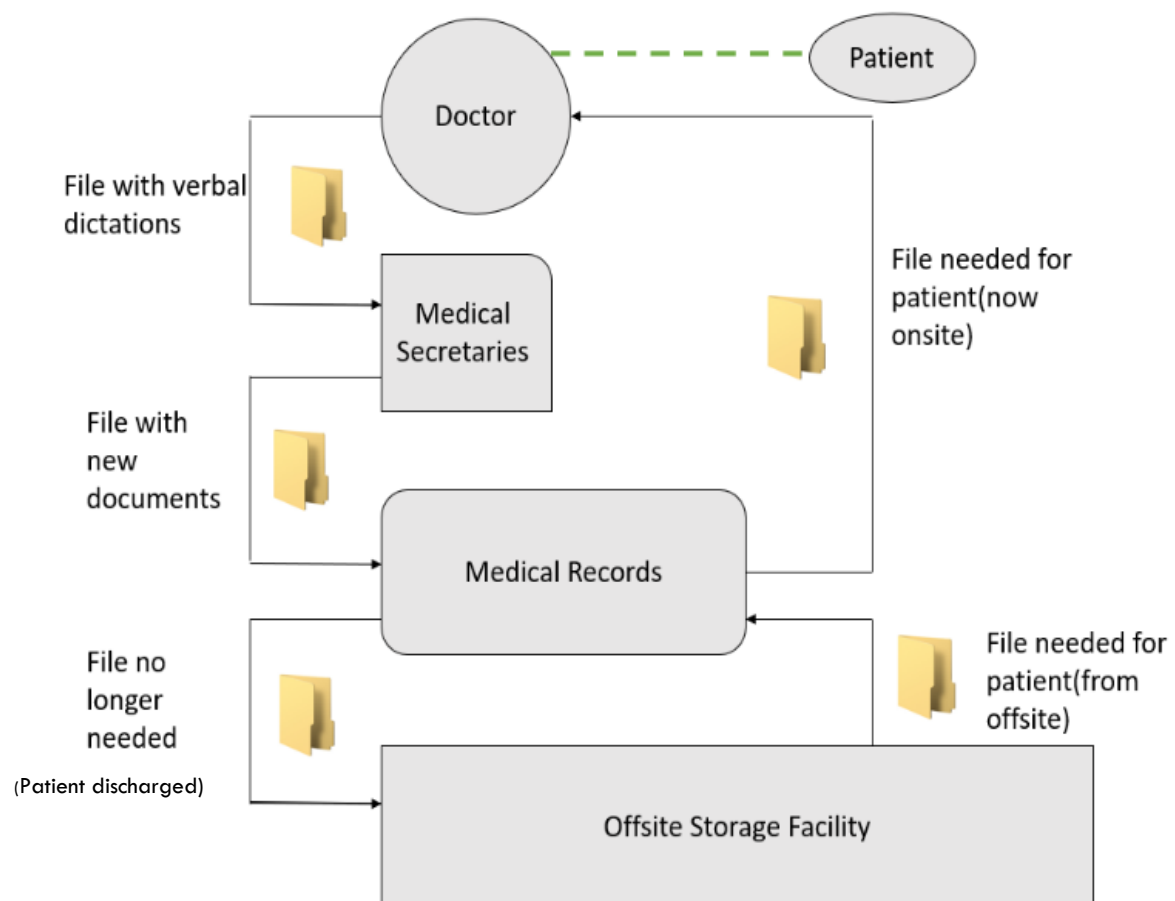 Patient
Doctor
File with verbal
dictations
File needed for
patient(now
onsite)
Medical
Secretaries
File with
new
documents
Medical Records
File no
longer
needed
(Patient discharged)
File needed for
patient(from
offsite)
Offsite Storage Facility